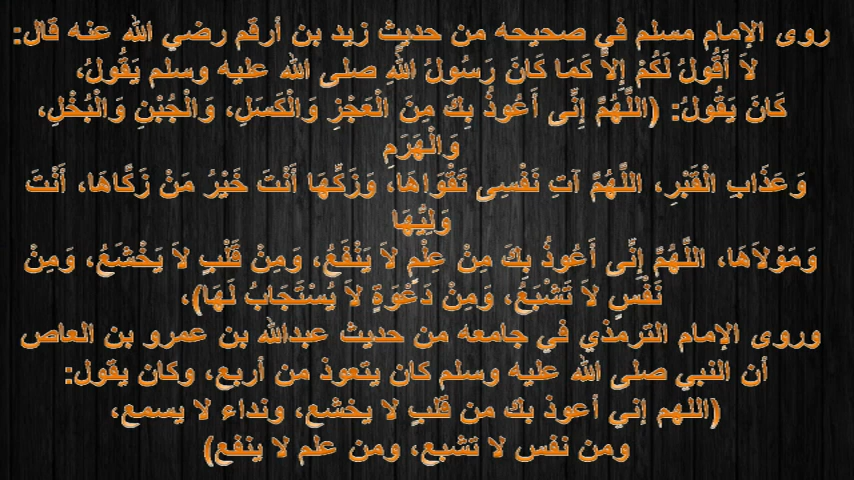 روى الإمام مسلم في صحيحه من حديث زيد بن أرقم رضي الله عنه قال:
لاَ أَقُولُ لَكُمْ إِلاَّ كَمَا كَانَ رَسُولُ اللَّهِ صلى الله عليه وسلم يَقُولُ،
كَانَ يَقُولُ: (اللَّهُمَّ إِنِّى أَعُوذُ بِكَ مِنَ الْعَجْزِ وَالْكَسَلِ، وَالْجُبْنِ وَالْبُخْلِ،
وَالْهَرَمِ
وَعَذَابِ الْقَبْرِ، اللَّهُمَّ آتِ نَفْسِى تَقْوَاهَا، وَزَكِّهَا أَنْتَ خَيْرُ مَنْ زَكَّاهَا، أَنْتَ
وَلِيُّهَا
وَمَوْلاَهَا، اللَّهُمَّ إِنِّى أَعُوذُ بِكَ مِنْ عِلْمٍ لاَ يَنْفَعُ، وَمِنْ قَلْبٍ لاَ يَخْشَعُ، وَمِنْ
نَفْسٍ لاَ تَشْبَعُ، وَمِنْ دَعْوَةٍ لاَ يُسْتَجَابُ لَهَا)،
وروى الإمام الترمذي في جامعه من حديث عبدالله بن عمرو بن العاص
أن النبي صلى الله عليه وسلم كان يتعوذ من أربع، وكان يقول:
(اللهم إني أعوذ بك من قلبٍ لا يخشع، ونداء لا يسمع،
ومن نفس لا تشبع، ومن علم لا ينفع)